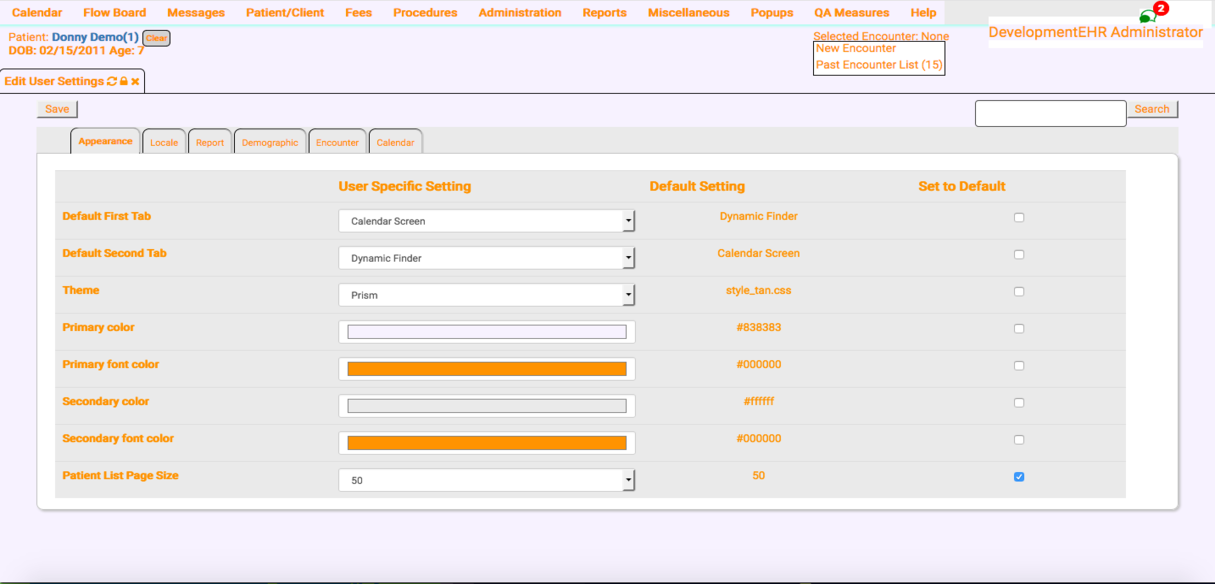 Calendar Flow Board Messages Patient/Client Fees Procedures Administration Reports Miscellaneous Popups QA Measures Help 2
Patient: Donny Demo(1) Clear Selected Encounter: None DevelopmentEHR Administrator
DOB: 02/15/2011 Age: 7 New Encounter
Past Encounter List (15)
Edit User Settings
Save Search
Appearance Locale Report Demographic Encounter Calendar
User Specific Setting Default Setting Set to Default
Default First Tab Calendar Screen Dynamic Finder
Default Second Tab Dynamic Finder Calendar Screen
Theme Prism style_tan.css
Primary color #838383
Primary font color #000000
Secondary color #ffffff
Secondary font color #000000
Patient List Page Size 50 50